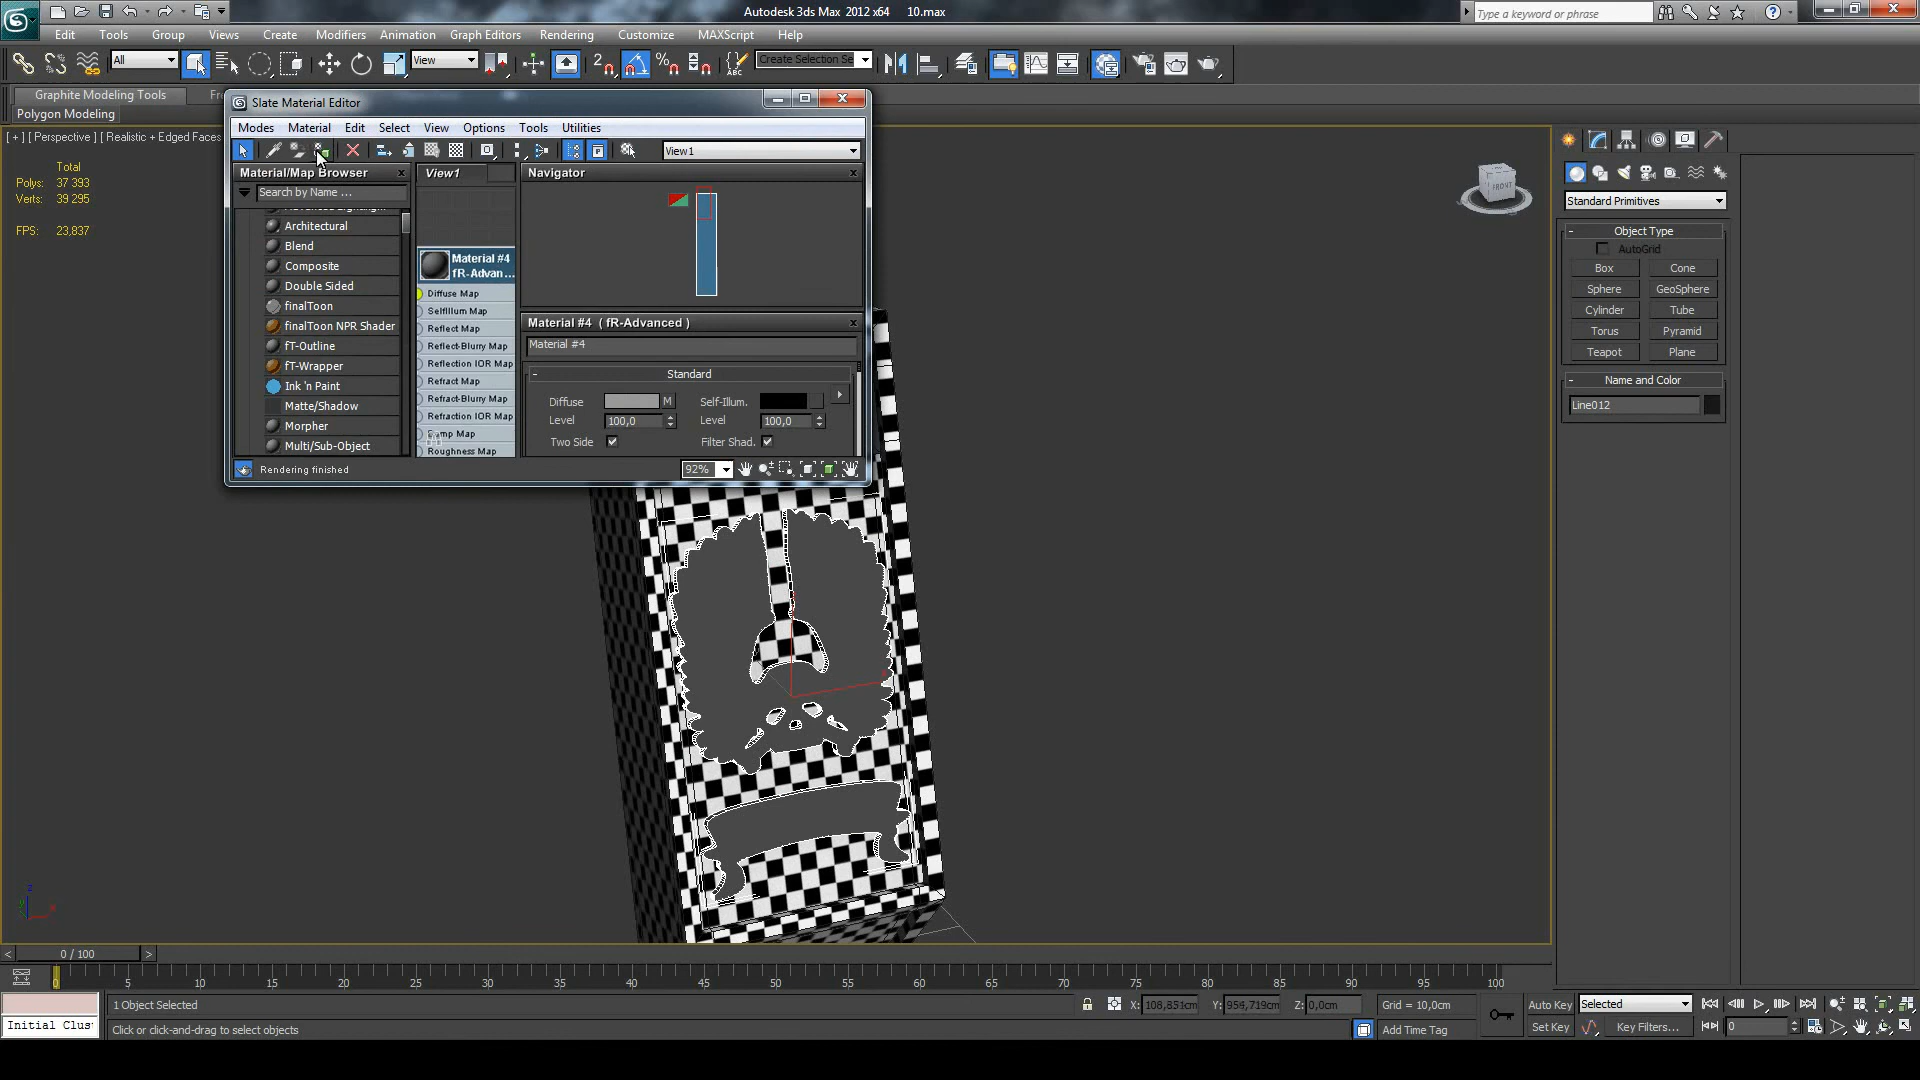 Autodesk 3ds Max 2012 x64 10.max
Type a keyword or phrase
Edit Tools Group Views Create Modifiers Animation Graph Editors Rendering Customize MAXScript Help
All
View
Create Selection Se
Graphite Modeling Tools Fr
Polygon Modeling
[ + ] [ Perspective ] [ Realistic + Edged Faces
Total
Polys: 37 393
Verts: 39 295
FPS: 23,837
Slate Material Editor
Modes Material Edit Select View Options Tools Utilities
View1
Material/Map Browser
Search by Name ...
Architectural
Blend
Composite
Double Sided
finalToon
finalToon NPR Shader
fT-Outline
fT-Wrapper
Ink 'n Paint
Matte/Shadow
Morpher
Multi/Sub-Object
View1
Material #4
fR-Advan...
Diffuse Map
SelfIllum Map
Reflect Map
Reflect-Blurry Map
Reflection IOR Map
Refract Map
Refract-Blurry Map
Refraction IOR Map
Bump Map
Roughness Map
Navigator
Material #4 ( fR-Advanced )
Material #4
- Standard
Diffuse M Self-Illum.
Level 100,0 Level 100,0
Two Side Filter Shad.
Rendering finished
92%
FRONT
Standard Primitives
- Object Type
AutoGrid
Box Cone
Sphere GeoSphere
Cylinder Tube
Torus Pyramid
Teapot Plane
- Name and Color
Line012
< 0 / 100 >
0 5 10 15 20 25 30 35 40 45 50 55 60 65 70 75 80 85 90 95 100
1 Object Selected
X: 108,851cm Y: 954,719cm Z: 0,0cm Grid = 10,0cm
Auto Key Selected
Initial Clus
Click or click-and-drag to select objects
Add Time Tag
Set Key Key Filters... 0